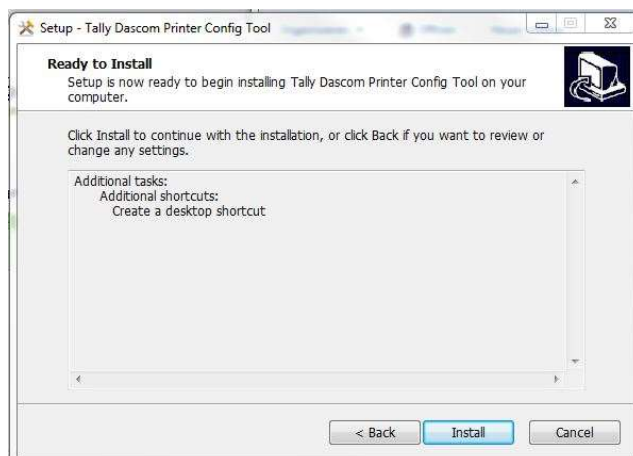 Setup - Tally Dascom Printer Config Tool
Ready to Install
Setup is now ready to begin installing Tally Dascom Printer Config Tool on your
computer.
Click Install to continue with the installation, or click Back if you want to review or
change any settings.
Additional tasks:
Additional shortcuts:
Create a desktop shortcut
< Back
Install
Cancel